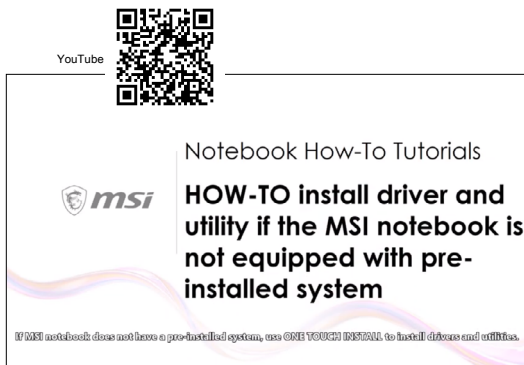 YouTube
Notebook How-To Tutorials
msi
HOW-TO install driver and
utility if the MSI notebook is
not equipped with pre-
installed system
If MSI notebook does not have a pre-installed system, use ONE TOUCH INSTALL to install drivers and utilities.